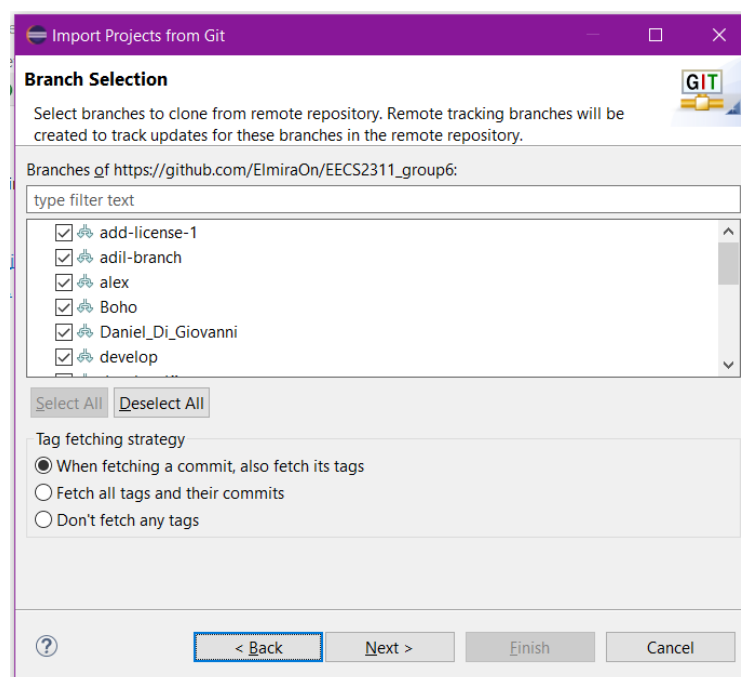 Import Projects from Git
Branch Selection
GIT
Select branches to clone from remote repository. Remote tracking branches will be
created to track updates for these branches in the remote repository.
Branches of https://github.com/ElmiraOn/EECS2311_group6:
type filter text
add-license-1
adil-branch
alex
Boho
Daniel_Di_Giovanni
develop
Select All Deselect All
Tag fetching strategy
When fetching a commit, also fetch its tags
Fetch all tags and their commits
Don't fetch any tags
? < Back Next > Finish Cancel